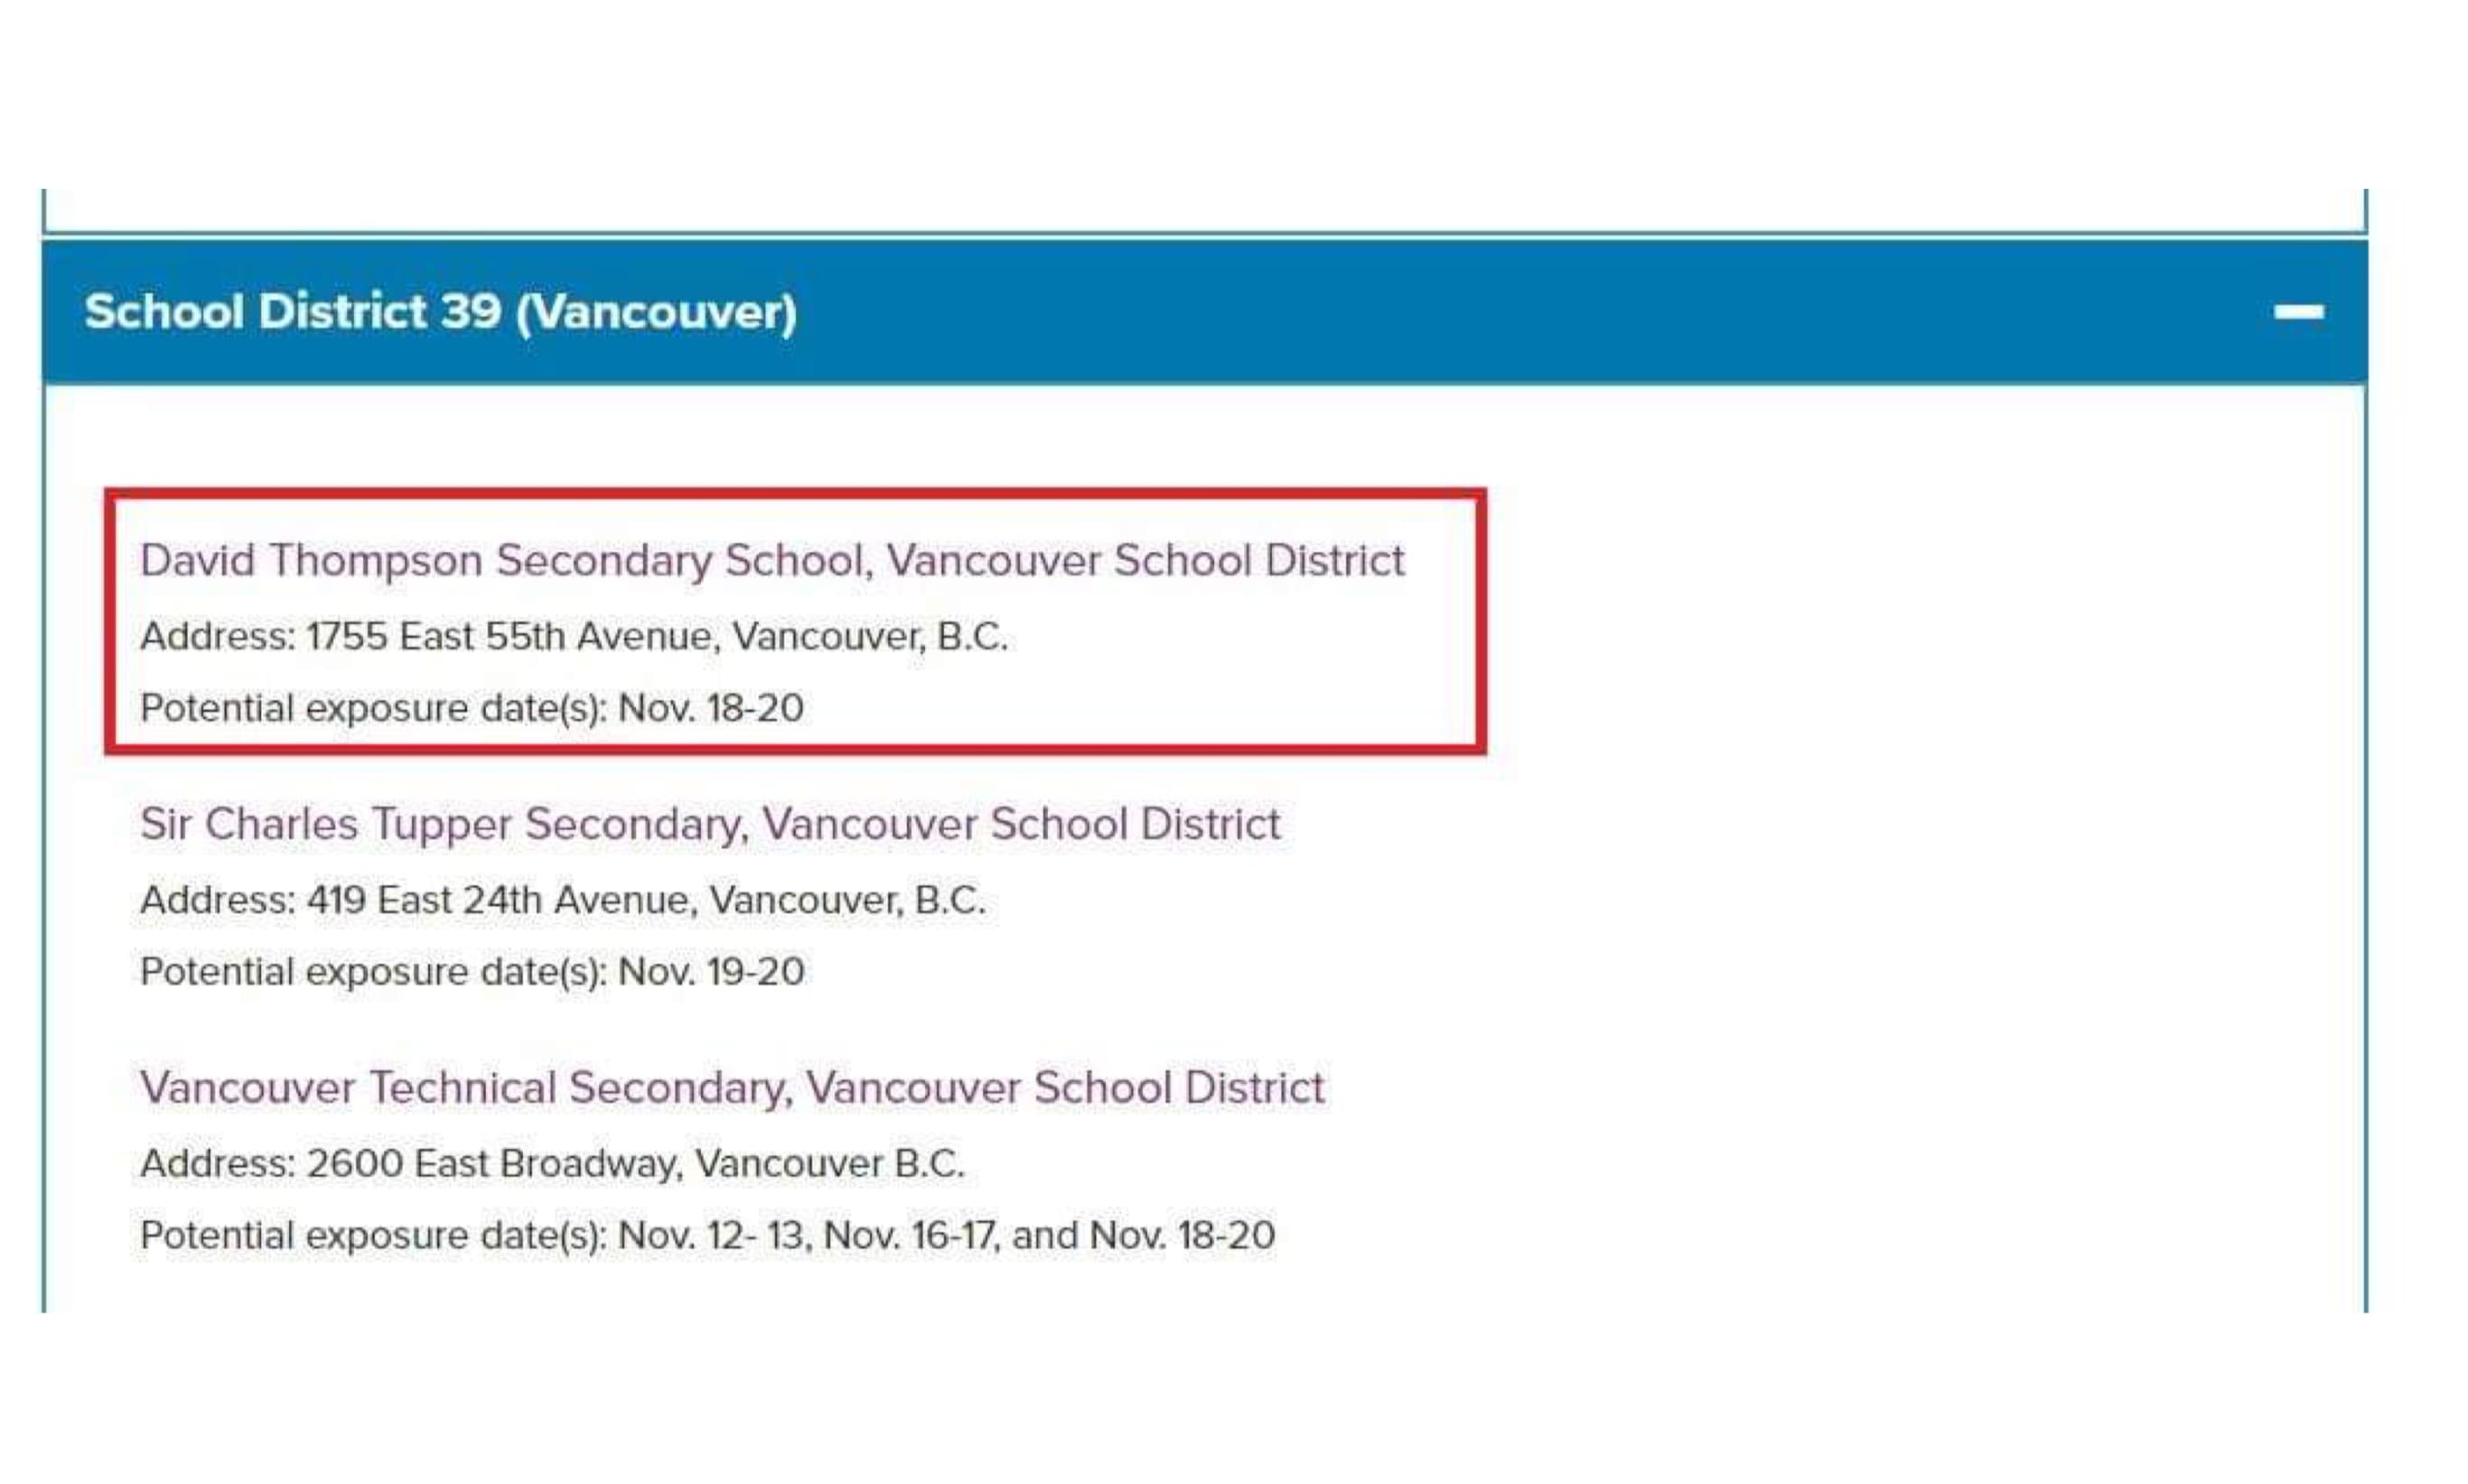 School District 39 (Vancouver)
David Thompson Secondary School, Vancouver School District
Address: 1755 East 55th Avenue, Vancouver, B.C.
Potential exposure date(s): Nov. 18-20
Sir Charles Tupper Secondary, Vancouver School District
Address: 419 East 24th Avenue, Vancouver, B.C.
Potential exposure date(s): Nov. 19-20
Vancouver Technical Secondary, Vancouver School District
Address: 2600 East Broadway, Vancouver B.C.
Potential exposure date(s): Nov. 12- 13, Nov. 16-17, and Nov. 18-20